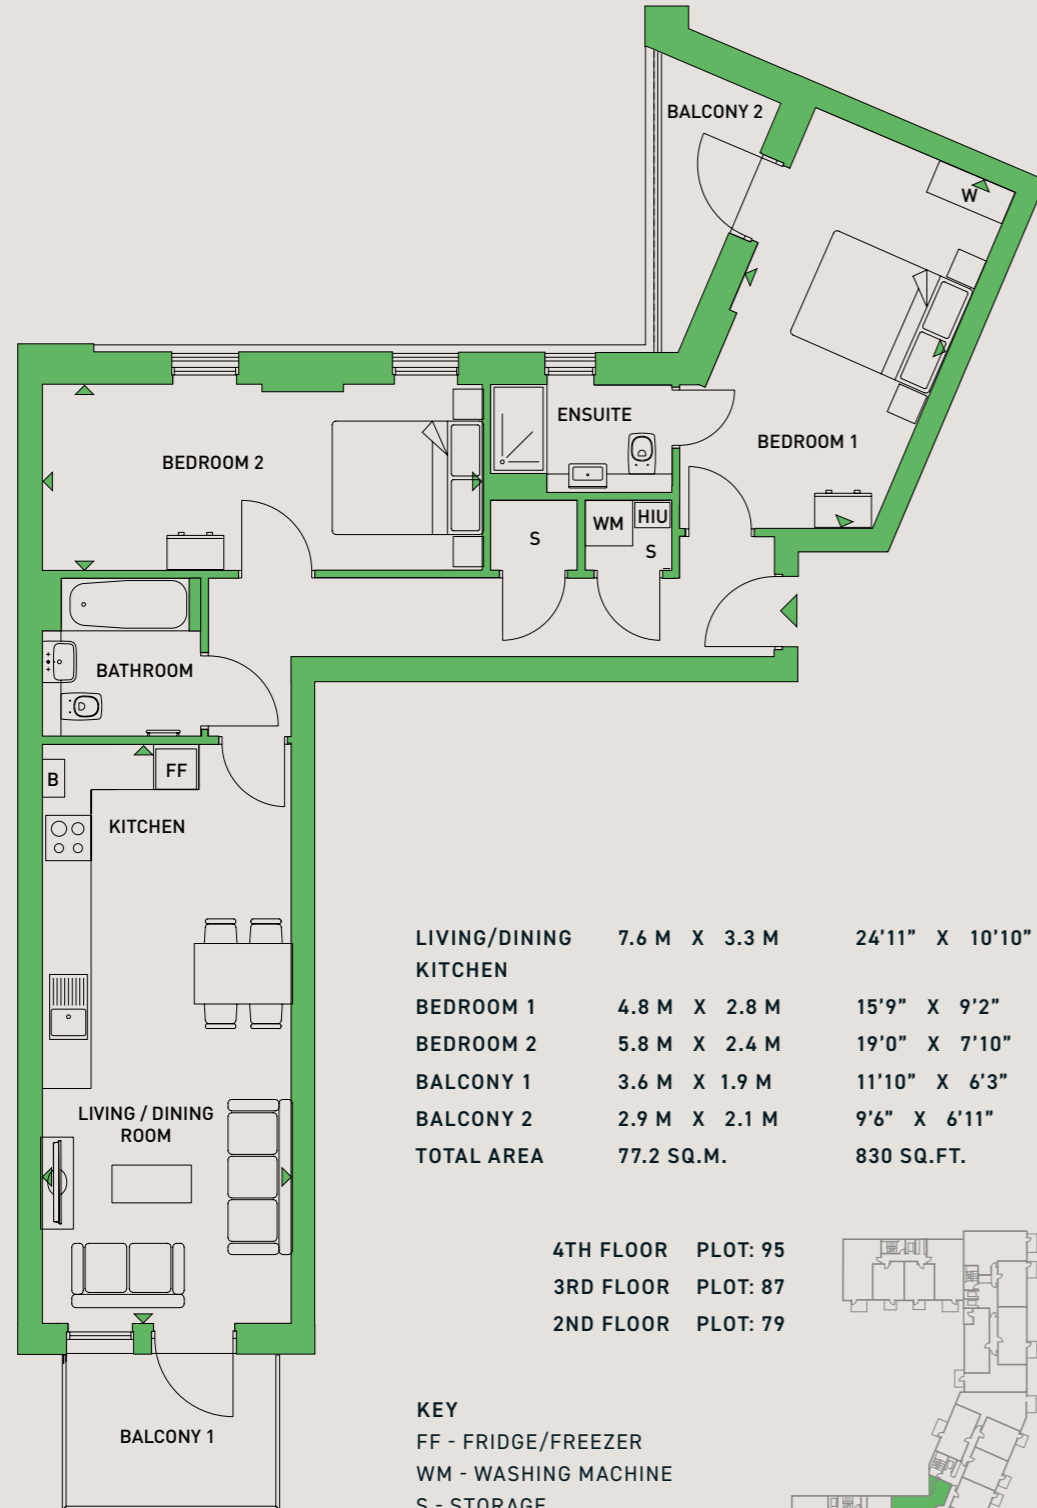 BALCONY 2
W
ENSUITE
BEDROOM 1
BEDROOM 2
S
WM
HIU
S
BATHROOM
B
FF
KITCHEN
LIVING / DINING
ROOM
BALCONY 1
LIVING/DINING 7.6 M X 3.3 M 24'11" X 10'10"
KITCHEN
BEDROOM 1 4.8 M X 2.8 M 15'9" X 9'2"
BEDROOM 2 5.8 M X 2.4 M 19'0" X 7'10"
BALCONY 1 3.6 M X 1.9 M 11'10" X 6'3"
BALCONY 2 2.9 M X 2.1 M 9'6" X 6'11"
TOTAL AREA 77.2 SQ.M. 830 SQ.FT.
4TH FLOOR PLOT: 95
3RD FLOOR PLOT: 87
2ND FLOOR PLOT: 79
KEY
FF - FRIDGE/FREEZER
WM - WASHING MACHINE
S - STORAGE